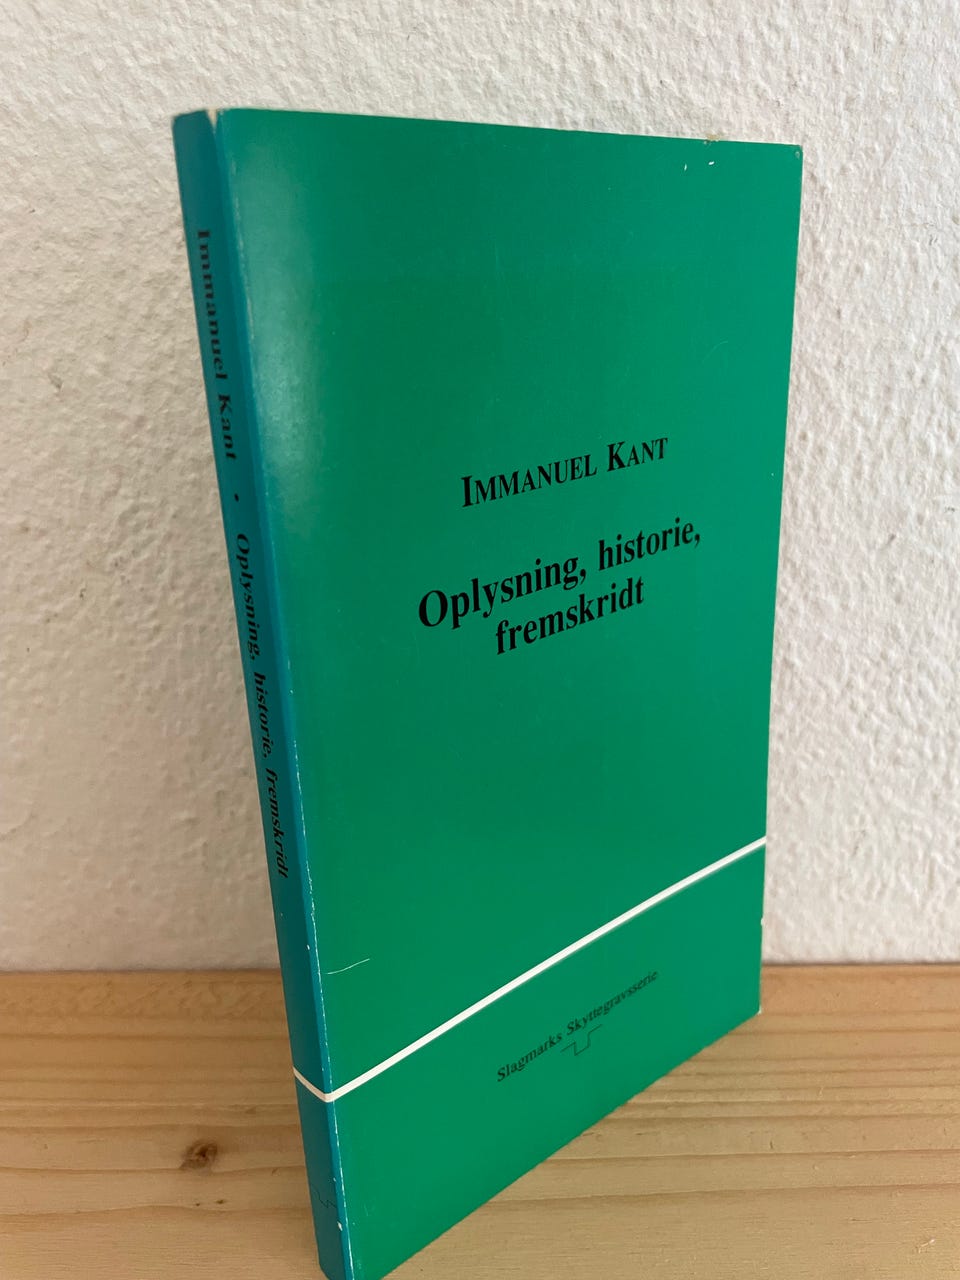 Immanuel Kant • Oplysning, historie, fremskridt
IMMANUEL KANT
Oplysning, historie,
fremskridt
Slagmarks Skyttegravsserie